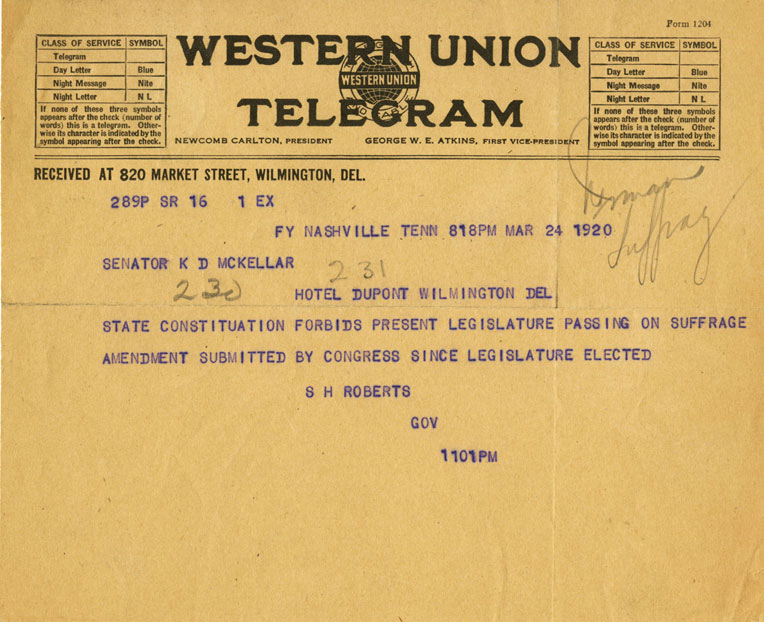 Form 1204
CLASS OF SERVICE SYMBOL
Telegram
Day Letter Blue
Night Message Nite
Night Letter N L
If none of these three symbols
appears after the check (number of
words) this is a telegram. Other-
wise its character is indicated by the
symbol appearing after the check.
WESTERN UNION
WESTERN UNION
TELEGRAM
NEWCOMB CARLTON, PRESIDENT GEORGE W. E. ATKINS, FIRST VICE-PRESIDENT
CLASS OF SERVICE SYMBOL
Telegram
Day Letter Blue
Night Message Nite
Night Letter N L
If none of these three symbols
appears after the check (number of
words) this is a telegram. Other-
wise its character is indicated by the
symbol appearing after the check.
RECEIVED AT 820 MARKET STREET, WILMINGTON, DEL.
Woman
Suffrag
289P SR 16 1 EX
FY NASHVILLE TENN 818PM MAR 24 1920
SENATOR K D MCKELLAR
231
230
HOTEL DUPONT WILMINGTON DEL
STATE CONSTITUATION FORBIDS PRESENT LEGISLATURE PASSING ON SUFFRAGE
AMENDMENT SUBMITTED BY CONGRESS SINCE LEGISLATURE ELECTED
S H ROBERTS
GOV
1101PM